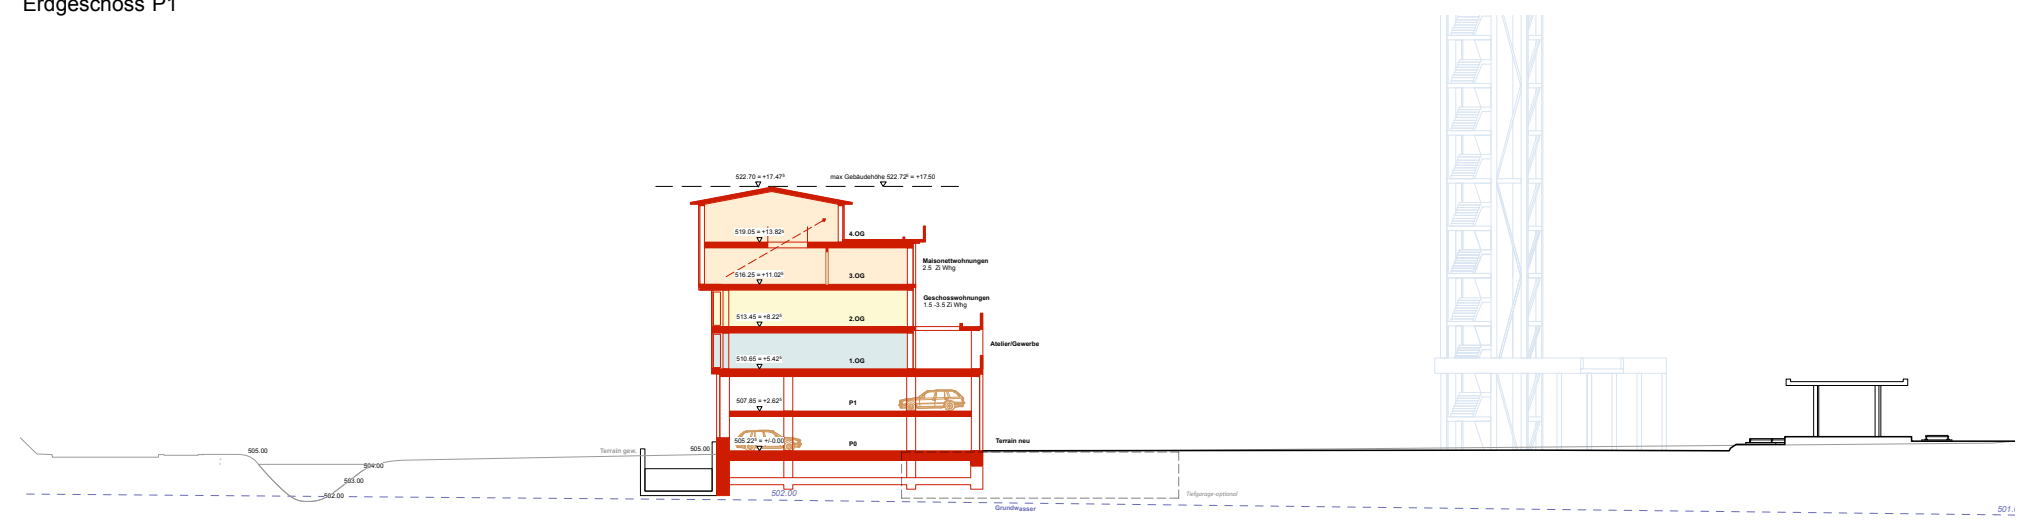 Erdgeschoss P1
522.70 = +17.47⁵
max Gebäudehöhe 522.72⁵ = +17.50
519.05 = +13.82⁵
4.OG
Maisonettwohnungen
2.5 Zi Whg
516.25 = +11.02⁵
3.OG
Geschosswohnungen
1.5 -3.5 Zi Whg
513.45 = +8.22⁵
2.OG
Atelier/Gewerbe
510.65 = +5.42⁵
1.OG
507.85 = +2.62⁵
P1
505.22⁵ = +/-0.00
P0
Terrain neu
505.00
Terrain gew.
505.00
504.00
503.00
502.00
502.00
Tiefgarage-optional
Grundwasser